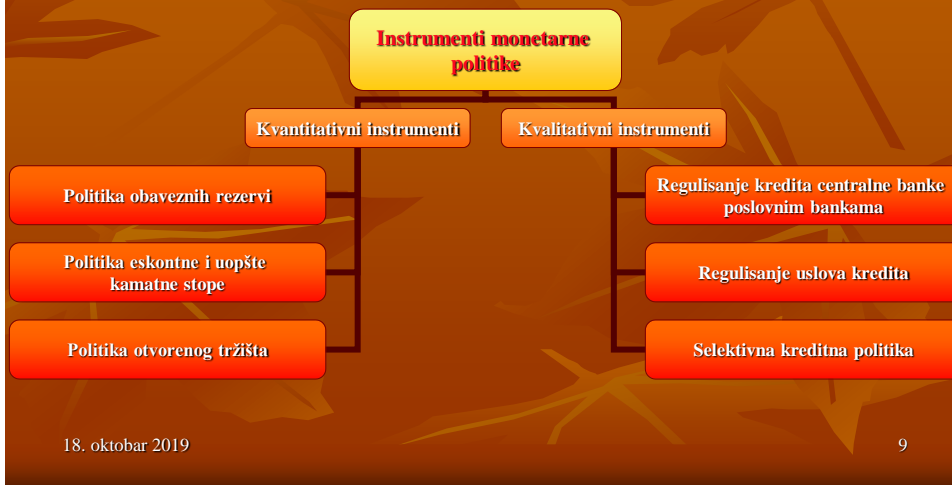 Instrumenti monetarne
politike
Kvantitativni instrumenti
Kvalitativni instrumenti
Politika obaveznih rezervi
Politika eskontne i uopšte
kamatne stope
Politika otvorenog tržišta
Regulisanje kredita centralne banke
poslovnim bankama
Regulisanje uslova kredita
Selektivna kreditna politika
18. oktobar 2019
9